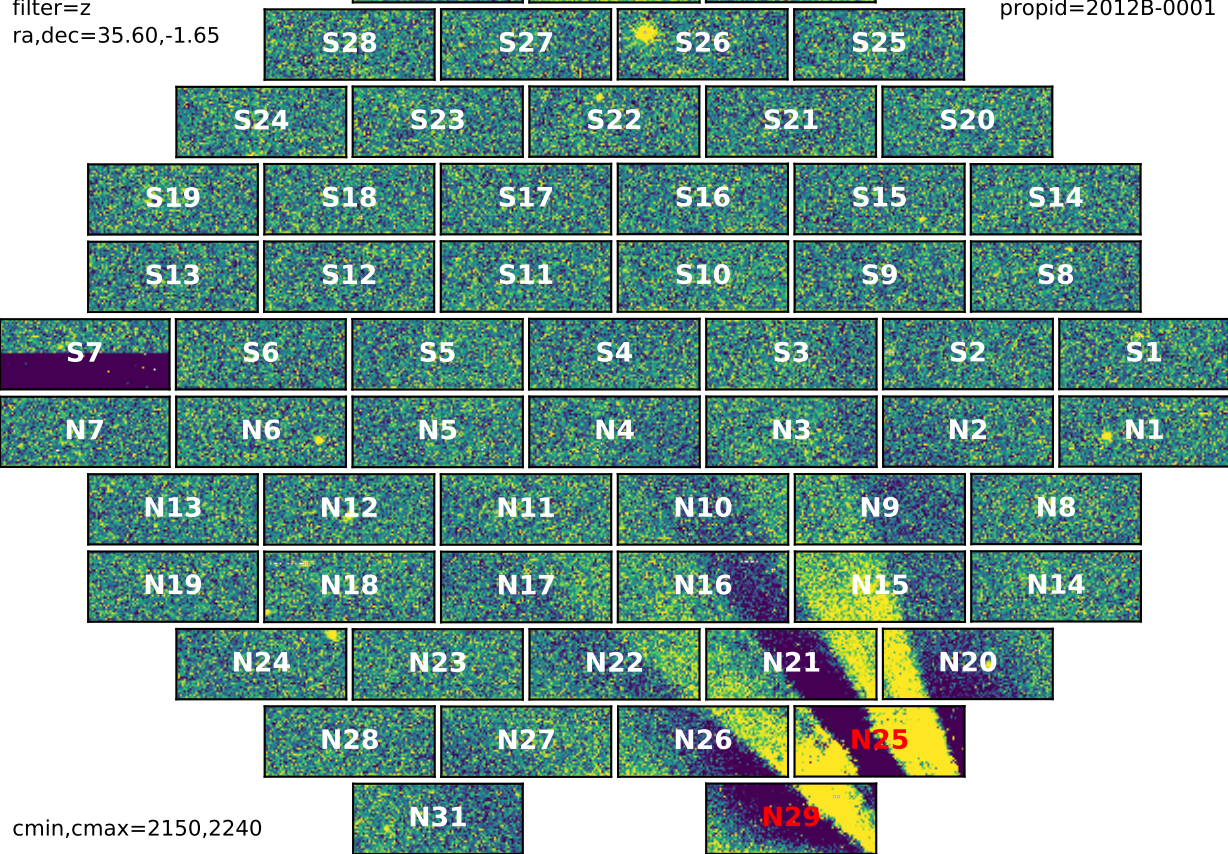 filter=z
propid=2012B-0001
ra,dec=35.60,-1.65
S28 S27 S26 S25
S24 S23 S22 S21 S20
S19 S18 S17 S16 S15 S14
S13 S12 S11 S10 S9 S8
S7 S6 S5 S4 S3 S2 S1
N7 N6 N5 N4 N3 N2 N1
N13 N12 N11 N10 N9 N8
N19 N18 N17 N16 N15 N14
N24 N23 N22 N21 N20
N28 N27 N26 N25
N31 N29
cmin,cmax=2150,2240